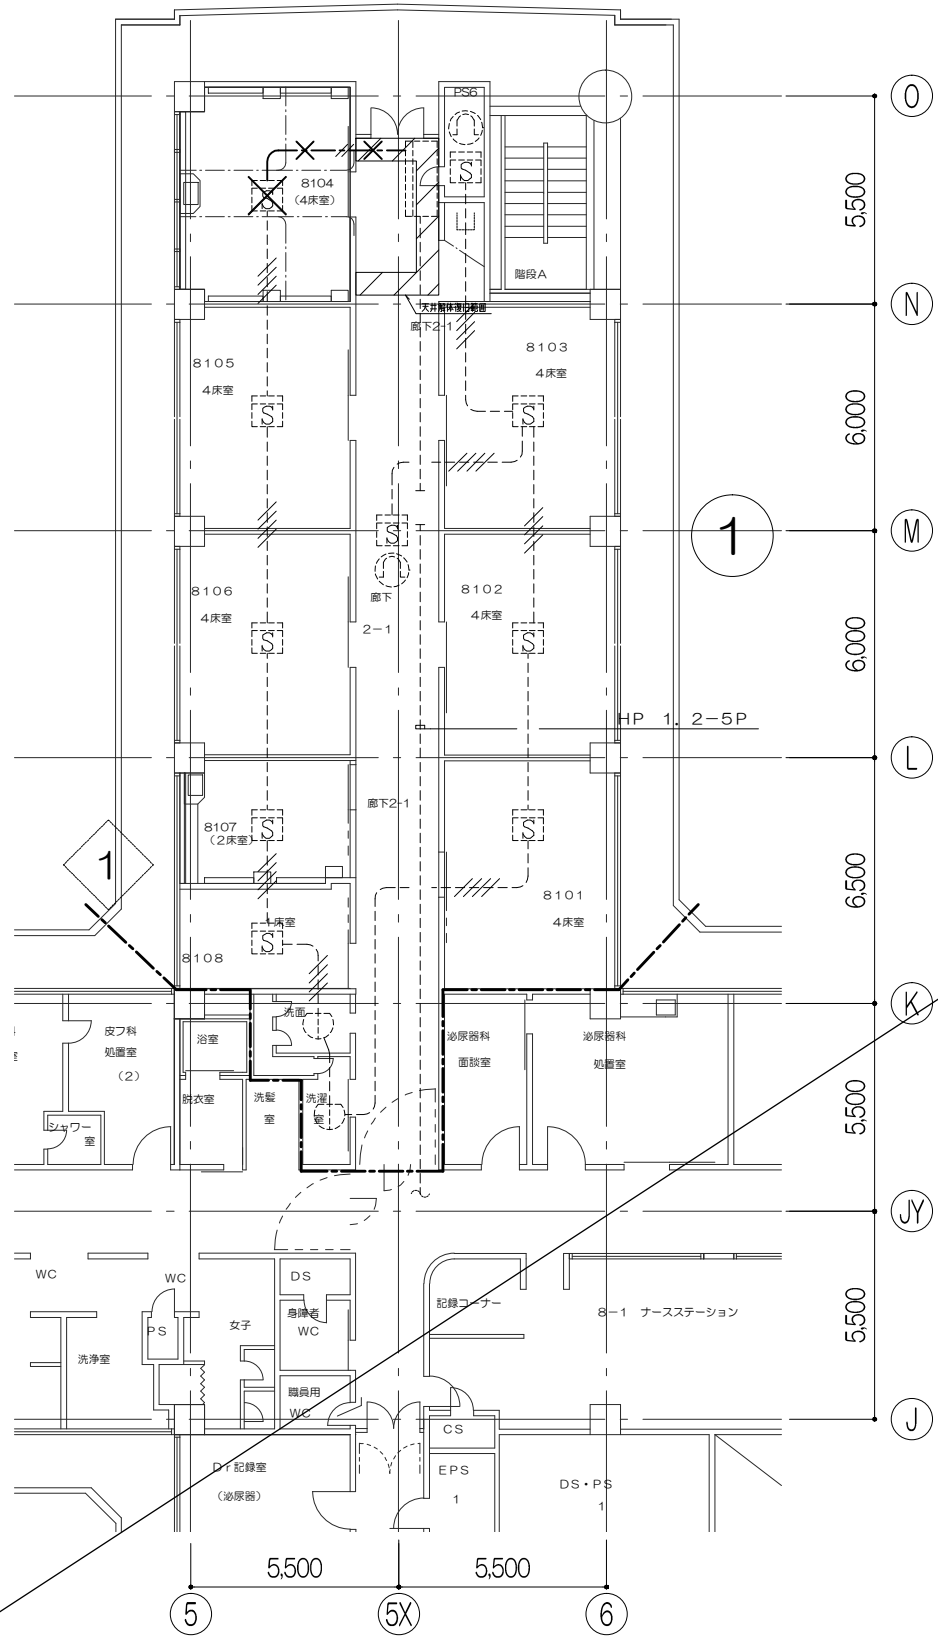 PS6
O
8104
（4床室）
S
S
5,500
階段A
N
天井解体復旧範囲
廊下2-1
8105
4床室
8103
4床室
S
S
6,000
1
M
S
8106
4床室
廊下
2-1
8102
4床室
S
S
6,000
HP 1.2-5P
L
廊下2-1
8107
（2床室）
S
S
1
8101
4床室
6,500
床室
S
8108
K
洗面
皮フ科
処置室
（2）
浴室
泌尿器科
面談室
泌尿器科
処置室
脱衣室
洗髪
室
洗濯
室
シャワー
室
5,500
JY
WC
WC
DS
身障者
WC
記録コーナー
8-1 ナースステーション
PS
女子
洗浄室
5,500
職員用
WC
CS
J
Dr記録室
（泌尿器）
EPS
1
DS・PS
1
5,500
5,500
5
5X
6